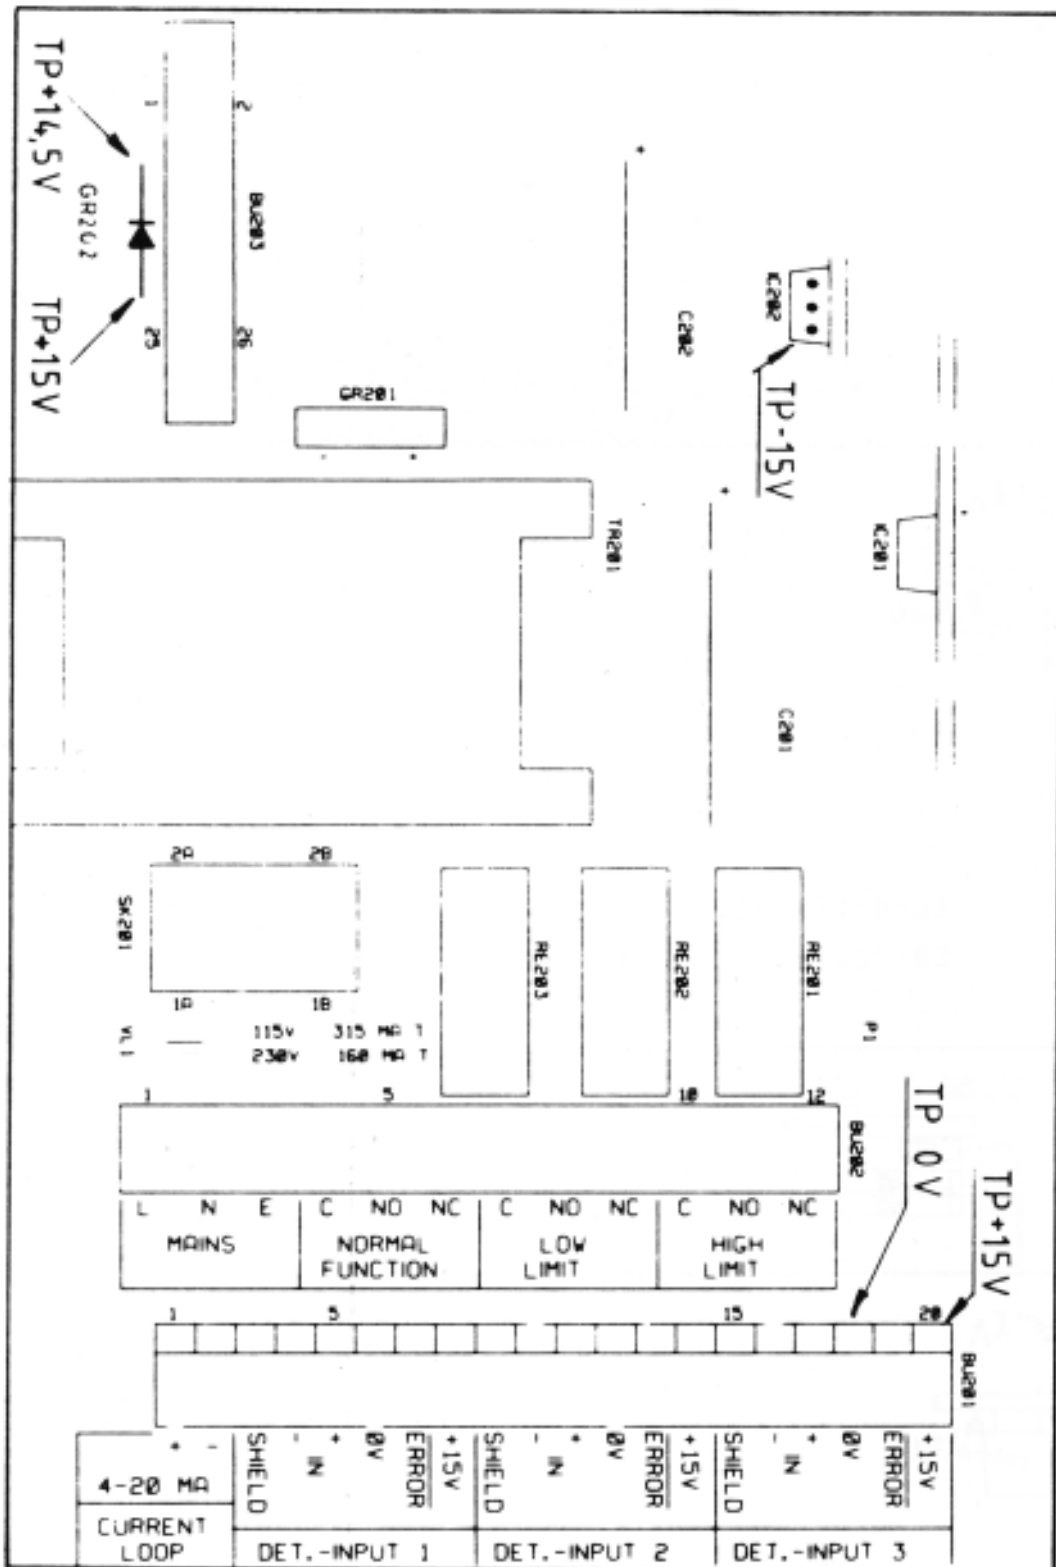 TP+14,5V
1
2
GR202
BU203
TP+15V
25
26
GR201
+
C202
IC202
TP-15V
+
TR201
IC201
C201
2A 2B
SK201
1A 1B
115V 315 MA T
230V 160 MA T
RE203
RE202
RE201
P1
1 5 10 12
BU202
TP 0V
TP+15V
L N E C NO NC C NO NC C NO NC
MAINS
NORMAL
FUNCTION
LOW
LIMIT
HIGH
LIMIT
1 5 15 20
BU201
+ -
4-20 MA
CURRENT
LOOP
SHIELD
- IN +
0V
ERROR
+15V
DET.-INPUT 1
SHIELD
- IN +
0V
ERROR
+15V
DET.-INPUT 2
SHIELD
- IN +
0V
ERROR
+15V
DET.-INPUT 3